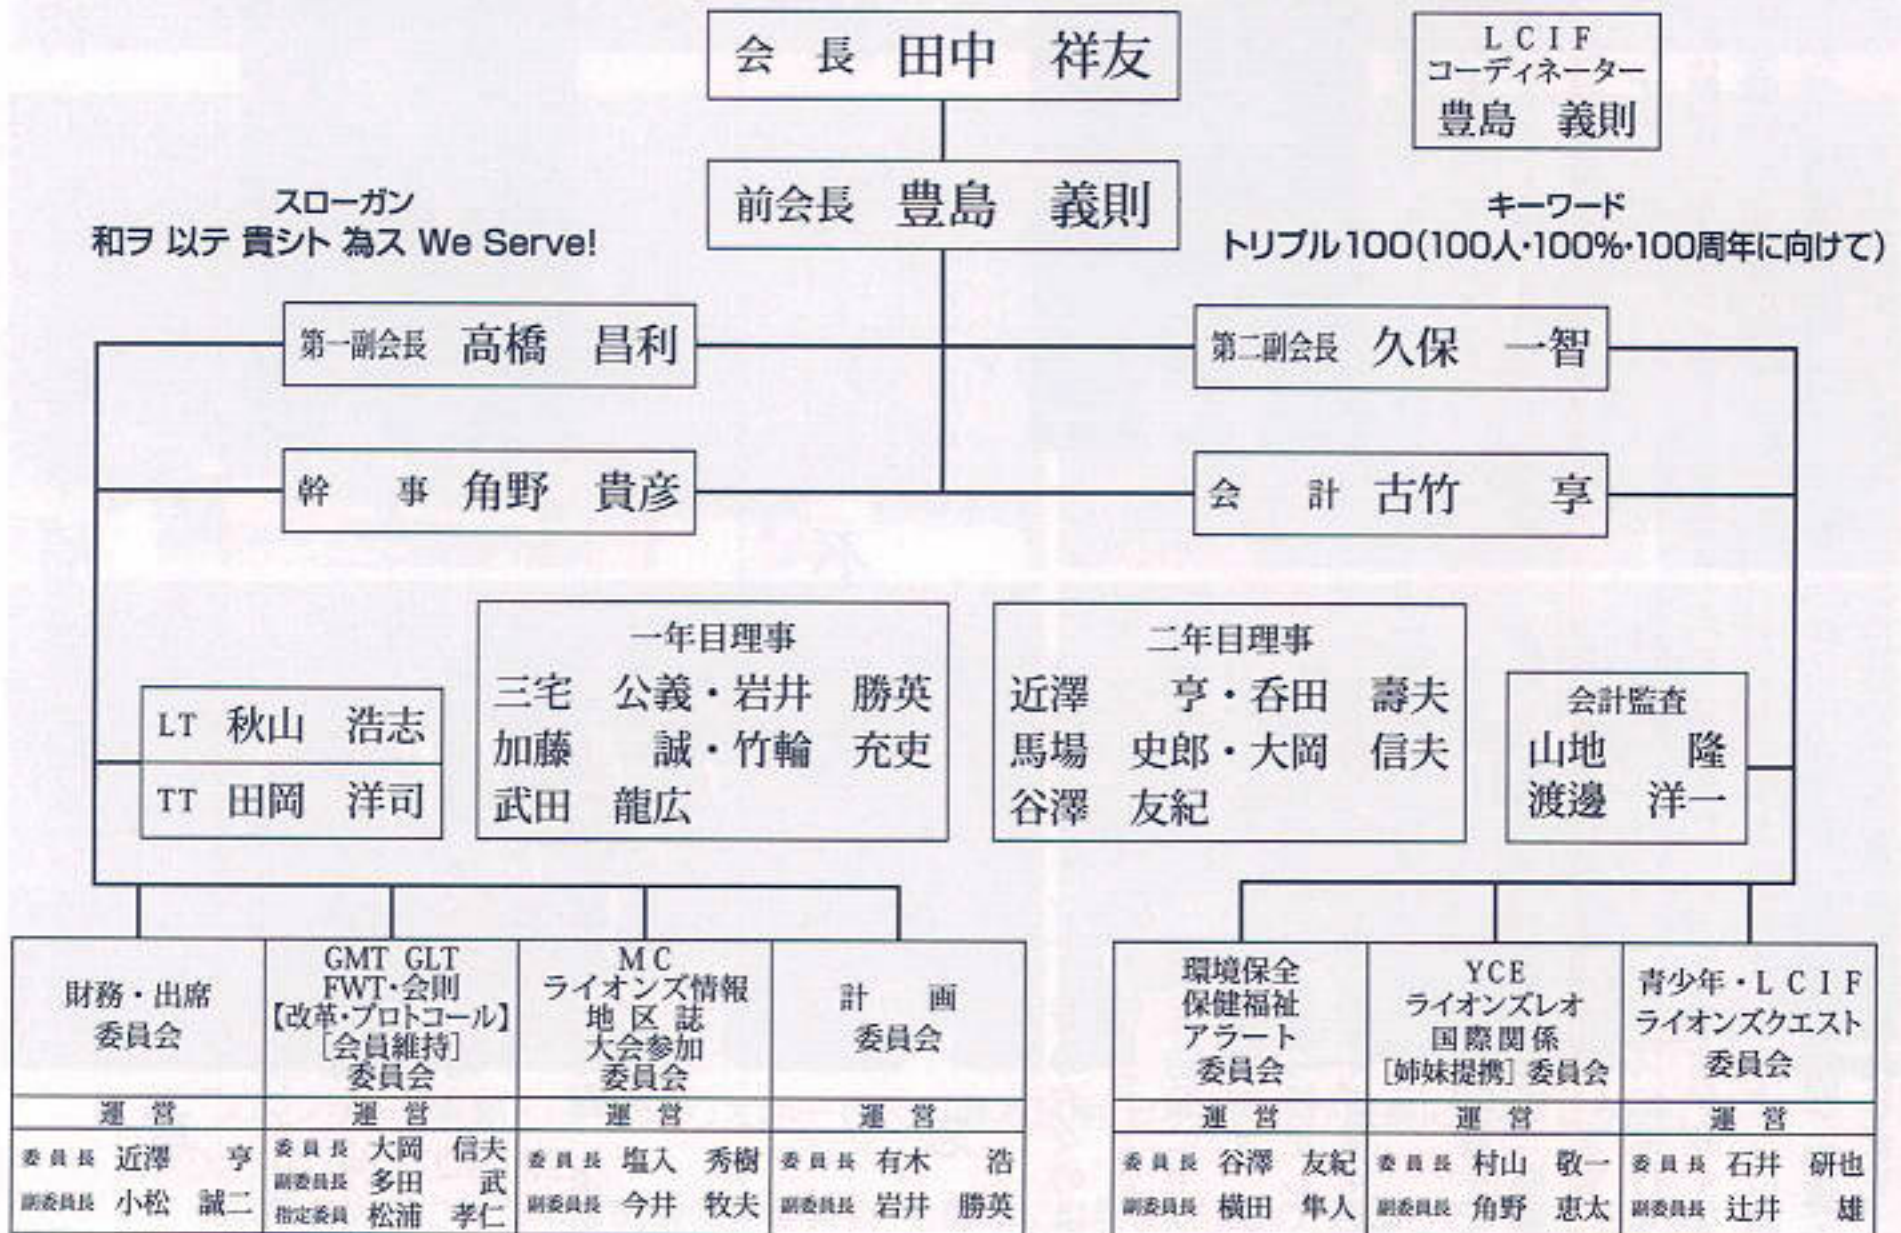 会　長 田中　祥友
LCIF
コーディネーター
豊島　義則
前会長 豊島　義則
スローガン
和ヲ 以テ 貴シト 為ス We Serve!
キーワード
トリプル100(100人・100%・100周年に向けて)
第一副会長 高橋　昌利
第二副会長 久保　一智
幹　事 角野　貴彦
会　計 古竹　享
LT 秋山　浩志
TT 田岡　洋司
一年目理事
三宅　公義・岩井　勝英
加藤　誠・竹輪　充吏
武田　龍広
二年目理事
近澤　亨・呑田　壽夫
馬場　史郎・大岡　信夫
谷澤　友紀
会計監査
山地　隆
渡邊　洋一
財務・出席
委員会
運営
委員長 近澤　亨
副委員長 小松　誠二
GMT GLT
FWT・会則
【改革・プロトコール】
[会員維持]
委員会
運営
委員長 大岡　信夫
副委員長 多田　武
指定委員 松浦　孝仁
MC
ライオンズ情報
地区誌
大会参加
委員会
運営
委員長 塩入　秀樹
副委員長 今井　牧夫
計　画
委員会
運営
委員長 有木　浩
副委員長 岩井　勝英
環境保全
保健福祉
アラート
委員会
運営
委員長 谷澤　友紀
副委員長 横田　隼人
YCE
ライオンズレオ
国際関係
[姉妹提携] 委員会
運営
委員長 村山　敬一
副委員長 角野　恵太
青少年・LCIF
ライオンズクエスト
委員会
運営
委員長 石井　研也
副委員長 辻井　雄